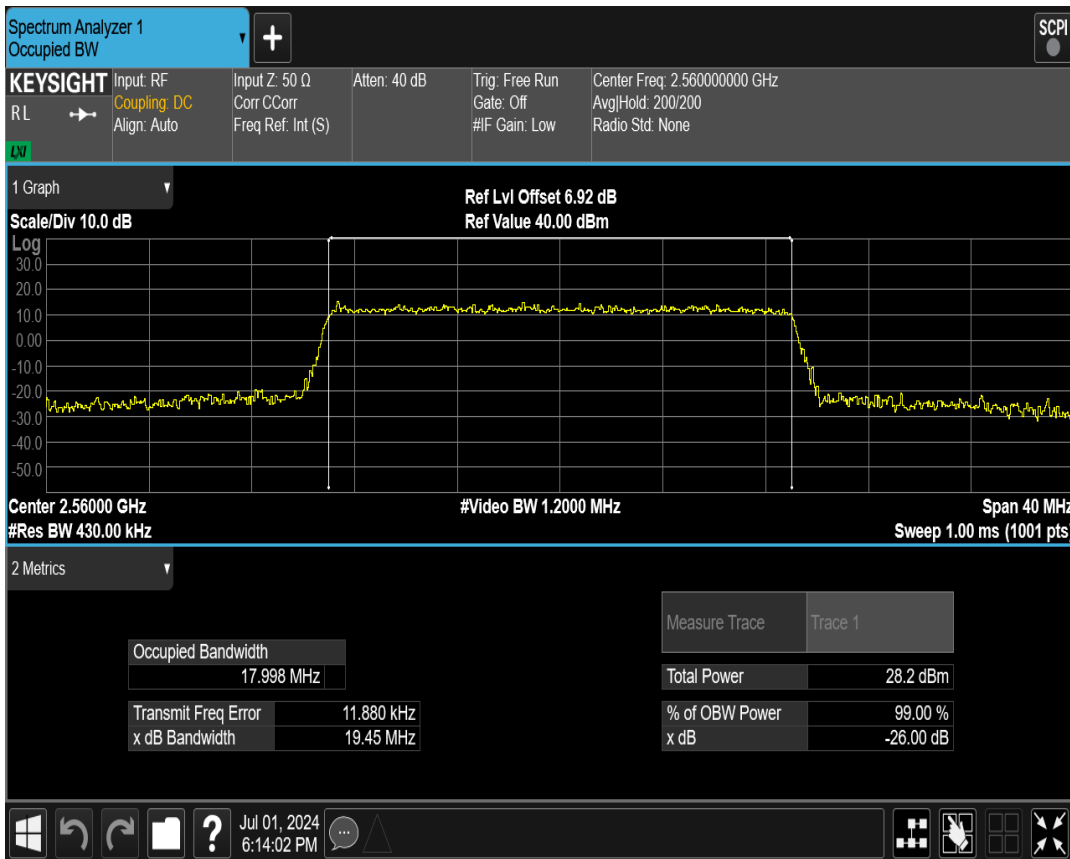 Spectrum Analyzer 1
Occupied BW
+
SCPI
KEYSIGHT
RL
LXI
Input: RF
Coupling: DC
Align: Auto
Input Z: 50 Ω
Corr CCorr
Freq Ref: Int (S)
Atten: 40 dB
Trig: Free Run
Gate: Off
#IF Gain: Low
Center Freq: 2.560000000 GHz
Avg|Hold: 200/200
Radio Std: None
1 Graph
Ref Lvl Offset 6.92 dB
Scale/Div 10.0 dB
Ref Value 40.00 dBm
Log
30.0
20.0
10.0
0.00
-10.0
-20.0
-30.0
-40.0
-50.0
Center 2.56000 GHz
#Video BW 1.2000 MHz
Span 40 MHz
#Res BW 430.00 kHz
Sweep 1.00 ms (1001 pts)
2 Metrics
Measure Trace Trace 1
Occupied Bandwidth
17.998 MHz
Total Power 28.2 dBm
Transmit Freq Error 11.880 kHz
% of OBW Power 99.00 %
x dB Bandwidth 19.45 MHz
x dB -26.00 dB
?
Jul 01, 2024
6:14:02 PM